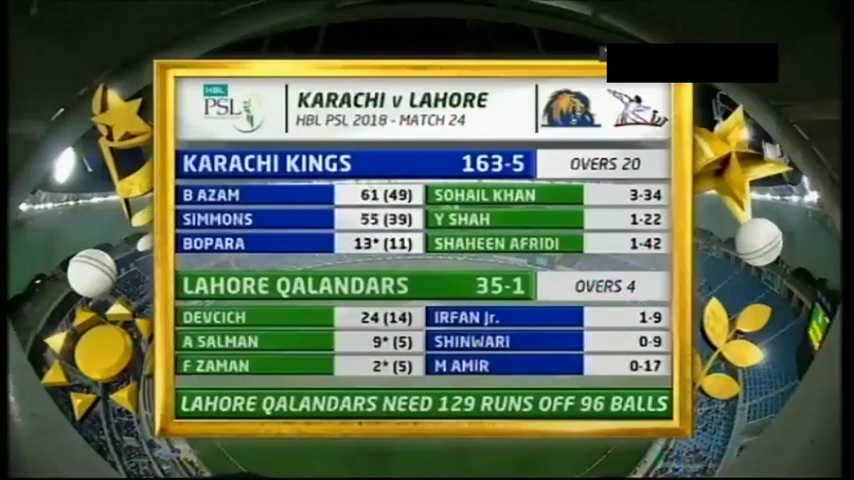 HBL
PSL
KARACHI v LAHORE
HBL PSL 2018 - MATCH 24
KARACHI KINGS 163-5 OVERS 20
B AZAM 61 (49) SOHAIL KHAN 3-34
SIMMONS 55 (39) Y SHAH 1-22
BOPARA 13* (11) SHAHEEN AFRIDI 1-42
LAHORE QALANDARS 35-1 OVERS 4
DEVCICH 24 (14) IRFAN Jr. 1-9
A SALMAN 9* (5) SHINWARI 0-9
F ZAMAN 2* (5) M AMIR 0-17
LAHORE QALANDARS NEED 129 RUNS OFF 96 BALLS